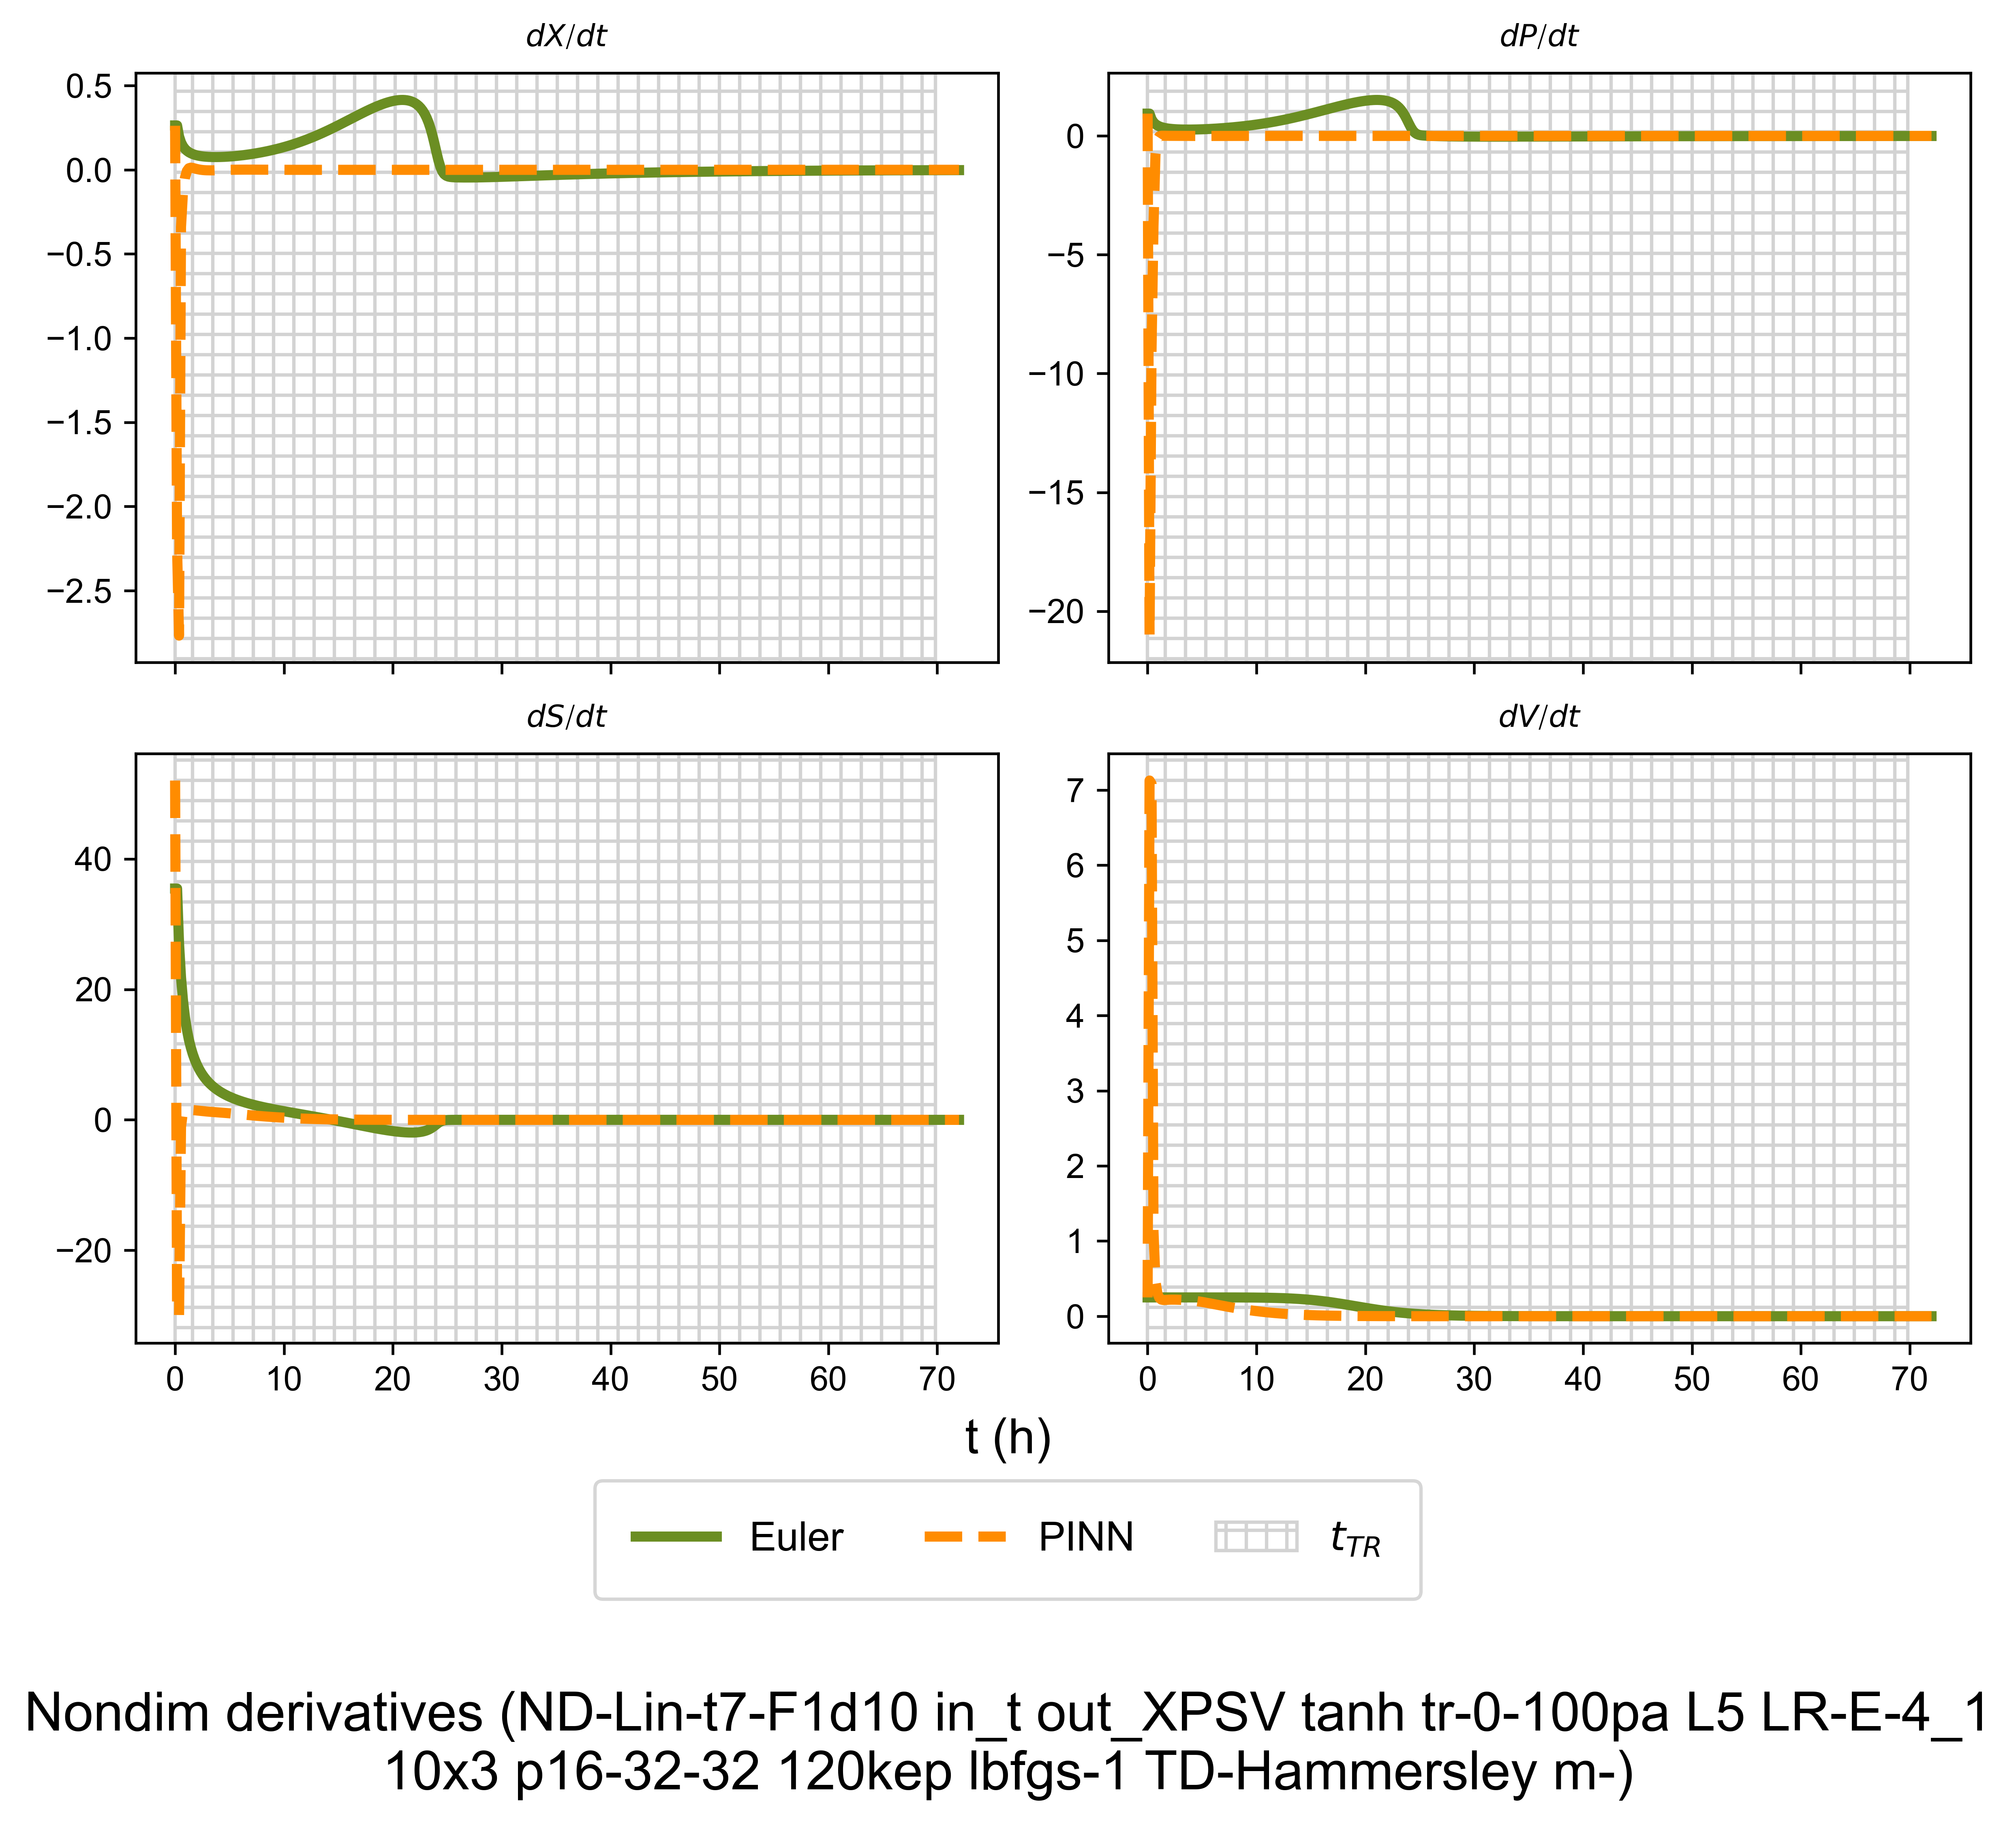 dX/dt
dP/dt
0.5
0.0
−0.5
−1.0
−1.5
−2.0
−2.5
0
−5
−10
−15
−20
dS/dt
dV/dt
40
20
0
−20
7
6
5
4
3
2
1
0
0 10 20 30 40 50 60 70
0 10 20 30 40 50 60 70
t (h)
Euler PINN t_TR
Nondim derivatives (ND-Lin-t7-F1d10 in_t out_XPSV tanh tr-0-100pa L5 LR-E-4_1
10x3 p16-32-32 120kep lbfgs-1 TD-Hammersley m-)